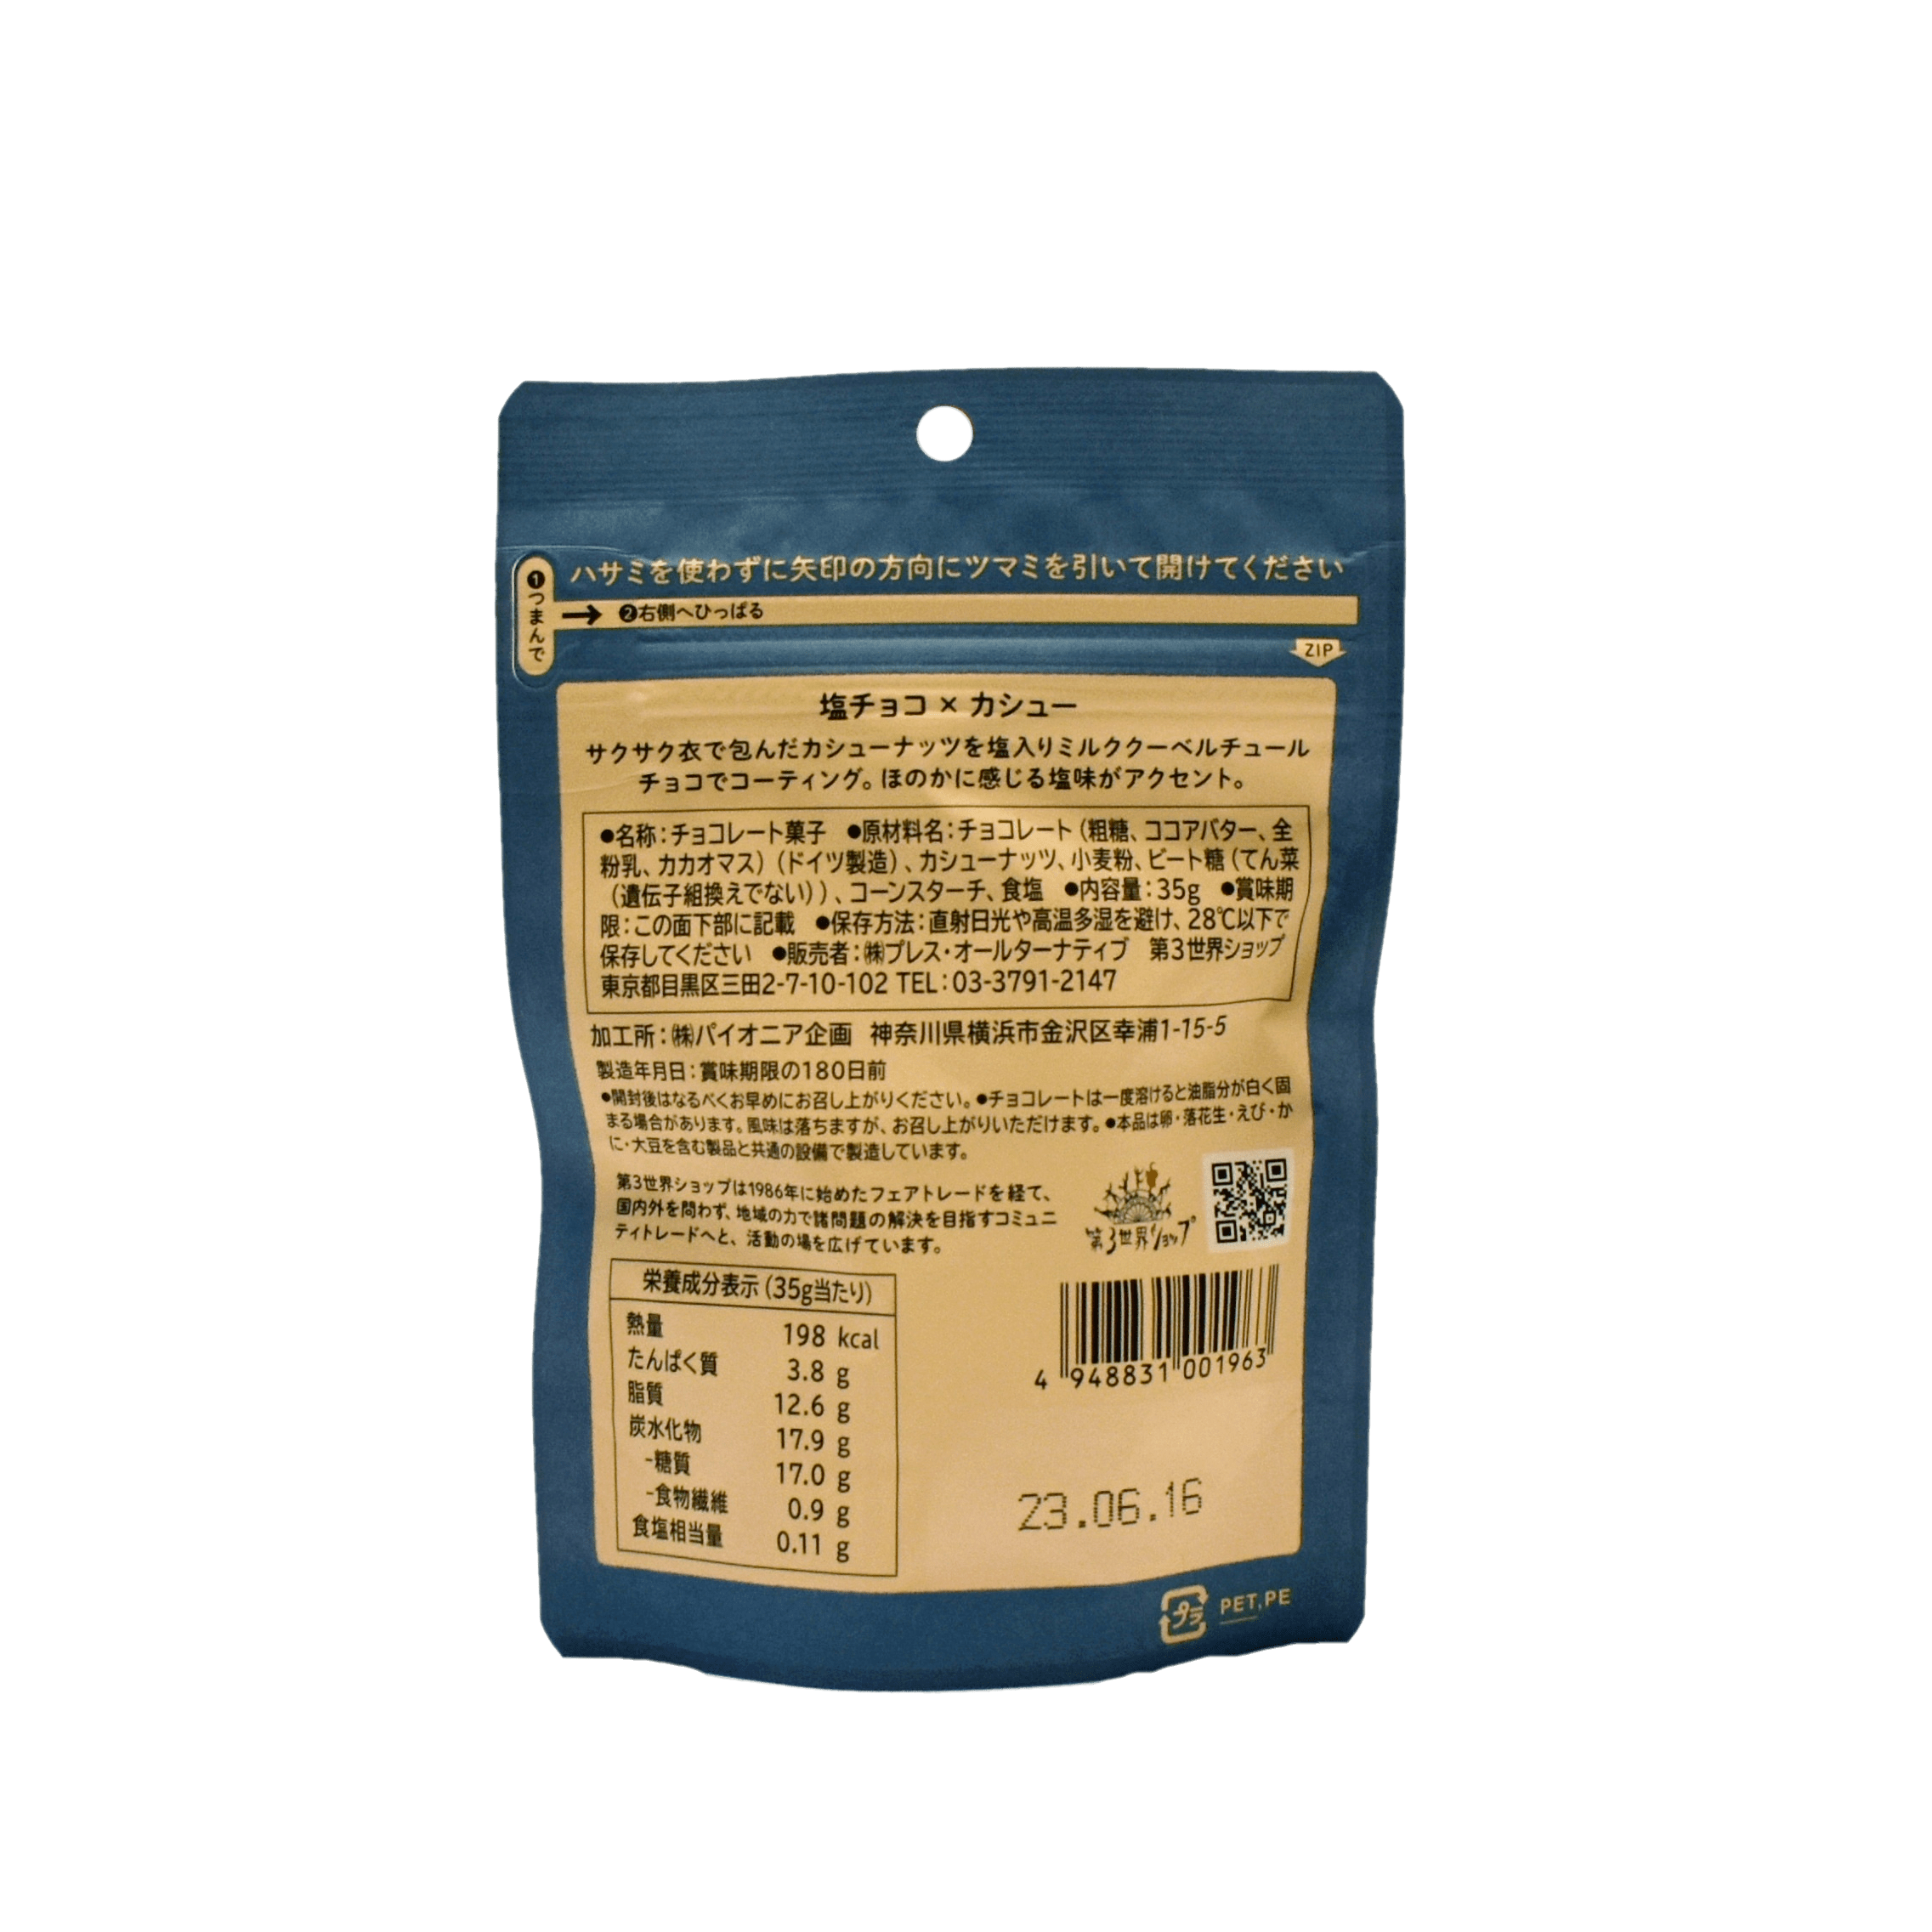 ハサミを使わずに矢印の方向にツマミを引いて開けてください
❶つまんで
→ ❷右側へひっぱる
ZIP
塩チョコ×カシュー
サクサク衣で包んだカシューナッツを塩入りミルククーベルチュール
チョコでコーティング。ほのかに感じる塩味がアクセント。
●名称：チョコレート菓子 ●原材料名：チョコレート（粗糖、ココアバター、全
粉乳、カカオマス）（ドイツ製造）、カシューナッツ、小麦粉、ビート糖（てん菜
（遺伝子組換えでない））、コーンスターチ、食塩 ●内容量：35g ●賞味期
限：この面下部に記載 ●保存方法：直射日光や高温多湿を避け、28℃以下で
保存してください ●販売者：㈱プレス・オールターナティブ 第3世界ショップ
東京都目黒区三田2-7-10-102 TEL：03-3791-2147
加工所：㈱パイオニア企画 神奈川県横浜市金沢区幸浦1-15-5
製造年月日：賞味期限の180日前
●開封後はなるべくお早めにお召し上がりください。●チョコレートは一度溶けると油脂分が白く固
まる場合があります。風味は落ちますが、お召し上がりいただけます。●本品は卵・落花生・えび・か
に・大豆を含む製品と共通の設備で製造しています。
第3世界ショップは1986年に始めたフェアトレードを経て、
国内外を問わず、地域の力で諸問題の解決を目指すコミュニ
ティトレードへと、活動の場を広げています。
第3世界ショップ
栄養成分表示（35g当たり）
熱量 198 kcal
たんぱく質 3.8 g
脂質 12.6 g
炭水化物 17.9 g
-糖質 17.0 g
-食物繊維 0.9 g
食塩相当量 0.11 g
4 948831 001963
23.06.16
プラ PET,PE